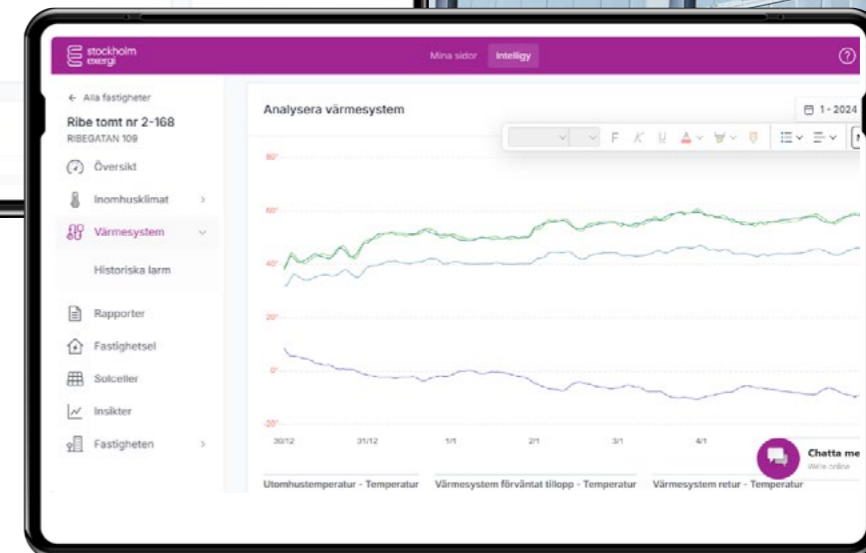 stockholm
exergi
Mina sidor Intelligy
?
← Alla fastigheter
Ribe tomt nr 2-168
RIBEGATAN 109
Översikt
Inomhusklimat
Värmesystem
Historiska larm
Rapporter
Fastighetsel
Solceller
Insikter
Fastigheten
Analysera värmesystem
1 - 2024
F K U A
80°
60°
40°
20°
0°
-20°
30/12 31/12 1/1 2/1 3/1 4/1
Chatta me
We're online
Utomhustemperatur - Temperatur Värmesystem förväntat tillopp - Temperatur Värmesystem retur - Temperatur